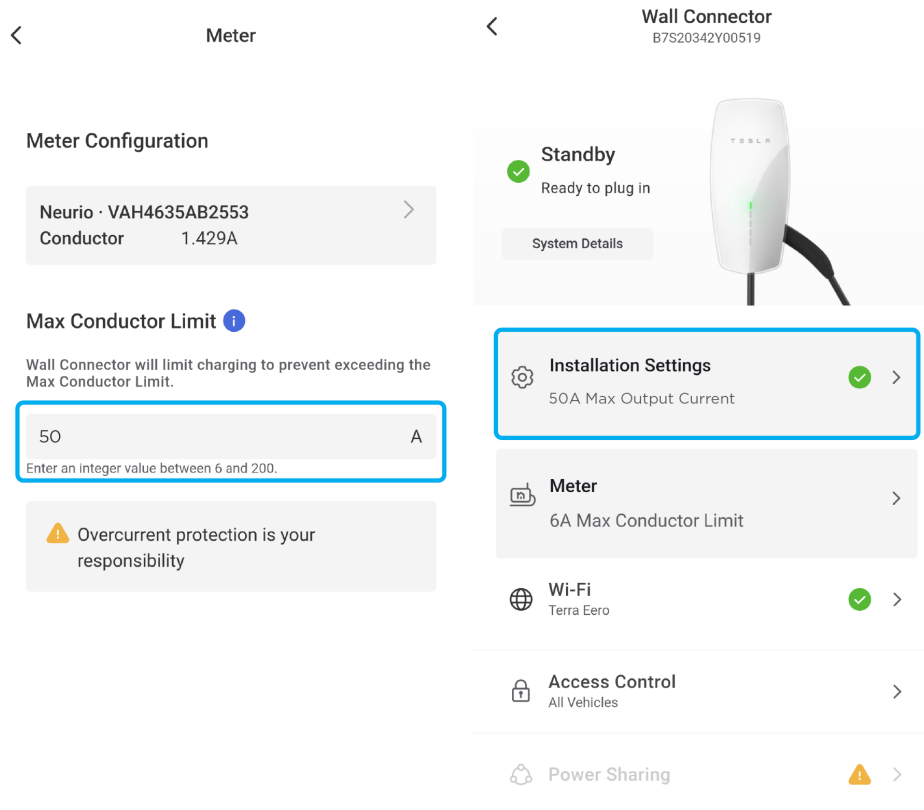 Meter
Meter Configuration
Neurio · VAH4635AB2553
Conductor 1.429A
Max Conductor Limit i
Wall Connector will limit charging to prevent exceeding the
Max Conductor Limit.
50 A
Enter an integer value between 6 and 200.
Overcurrent protection is your
responsibility
Wall Connector
B7S20342Y00519
TESLA
Standby
Ready to plug in
System Details
Installation Settings
50A Max Output Current
Meter
6A Max Conductor Limit
Wi-Fi
Terra Eero
Access Control
All Vehicles
Power Sharing